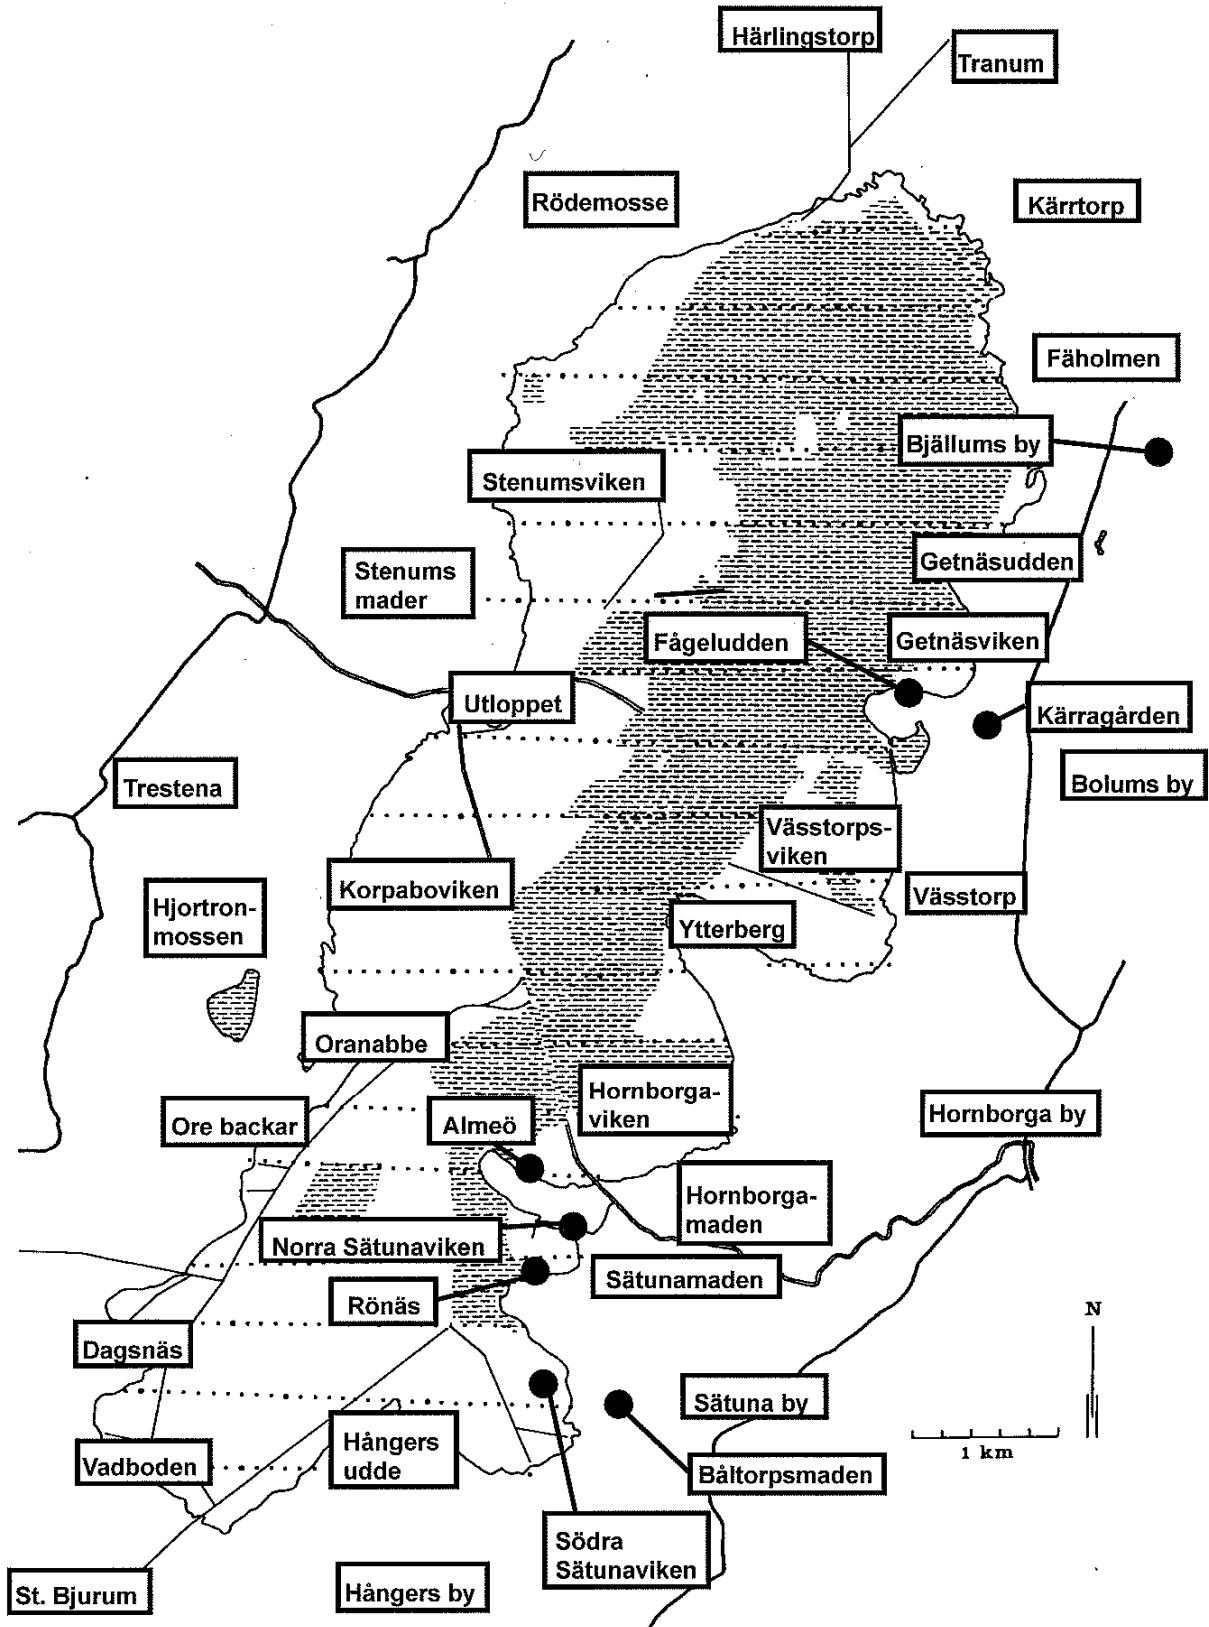 Härlingstorp
Tranum
Rödemosse
Kärrtorp
Fäholmen
Bjällums by
Stenumsviken
Getnäsudden
Stenums
mader
Fågeludden
Getnäsviken
Utloppet
Kärragården
Trestena
Bolums by
Vässtorps-
viken
Korpaboviken
Vässtorp
Hjortron-
mossen
Ytterberg
Oranabbe
Hornborga-
viken
Hornborga by
Ore backar
Almeö
Hornborga-
maden
Norra Sätunaviken
Sätunamaden
Rönäs
N
Dagsnäs
Sätuna by
1 km
Hångers
udde
Vadboden
Båltorpsmaden
Södra
Sätunaviken
St. Bjurum
Hångers by